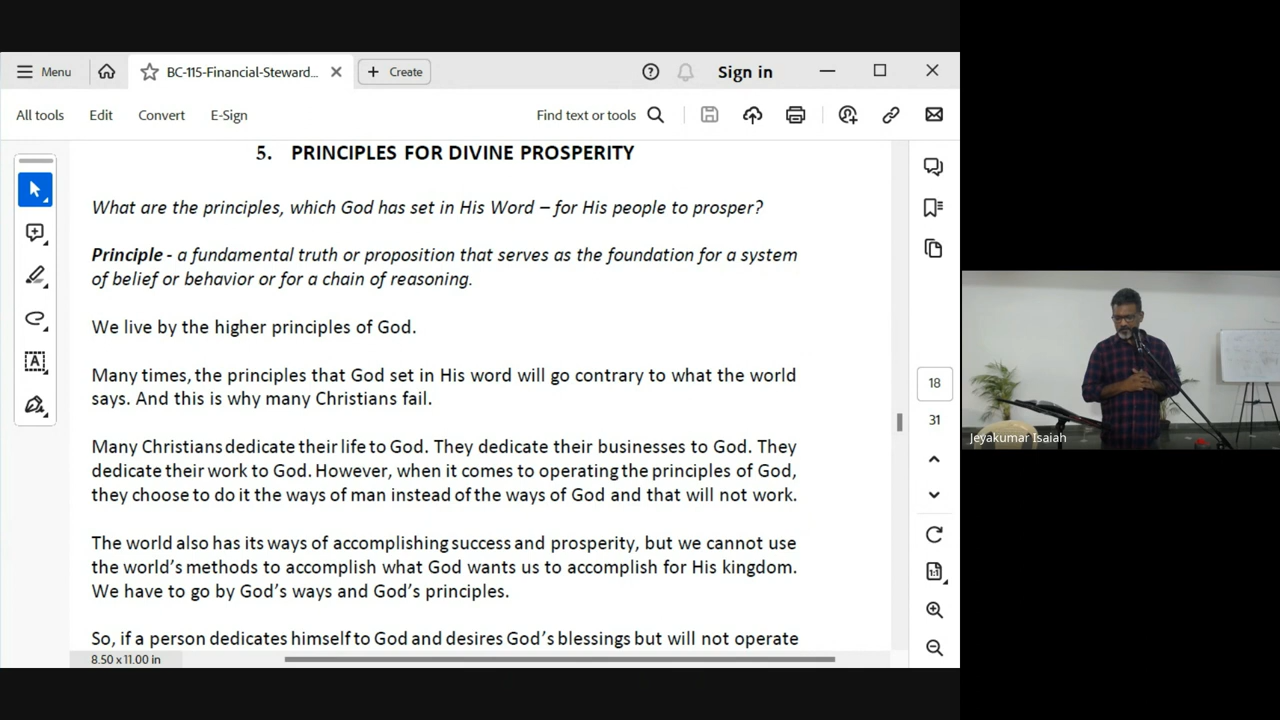 Menu
BC-115-Financial-Steward...
Create
Sign in
All tools
Edit
Convert
E-Sign
Find text or tools
5. PRINCIPLES FOR DIVINE PROSPERITY
What are the principles, which God has set in His Word – for His people to prosper?
Principle - a fundamental truth or proposition that serves as the foundation for a system
of belief or behavior or for a chain of reasoning.
We live by the higher principles of God.
Many times, the principles that God set in His word will go contrary to what the world
says. And this is why many Christians fail.
Many Christians dedicate their life to God. They dedicate their businesses to God. They
dedicate their work to God. However, when it comes to operating the principles of God,
they choose to do it the ways of man instead of the ways of God and that will not work.
The world also has its ways of accomplishing success and prosperity, but we cannot use
the world's methods to accomplish what God wants us to accomplish for His kingdom.
We have to go by God's ways and God's principles.
So, if a person dedicates himself to God and desires God's blessings but will not operate
8.50 x 11.00 in
18
31
1:1
Jeyakumar Isaiah